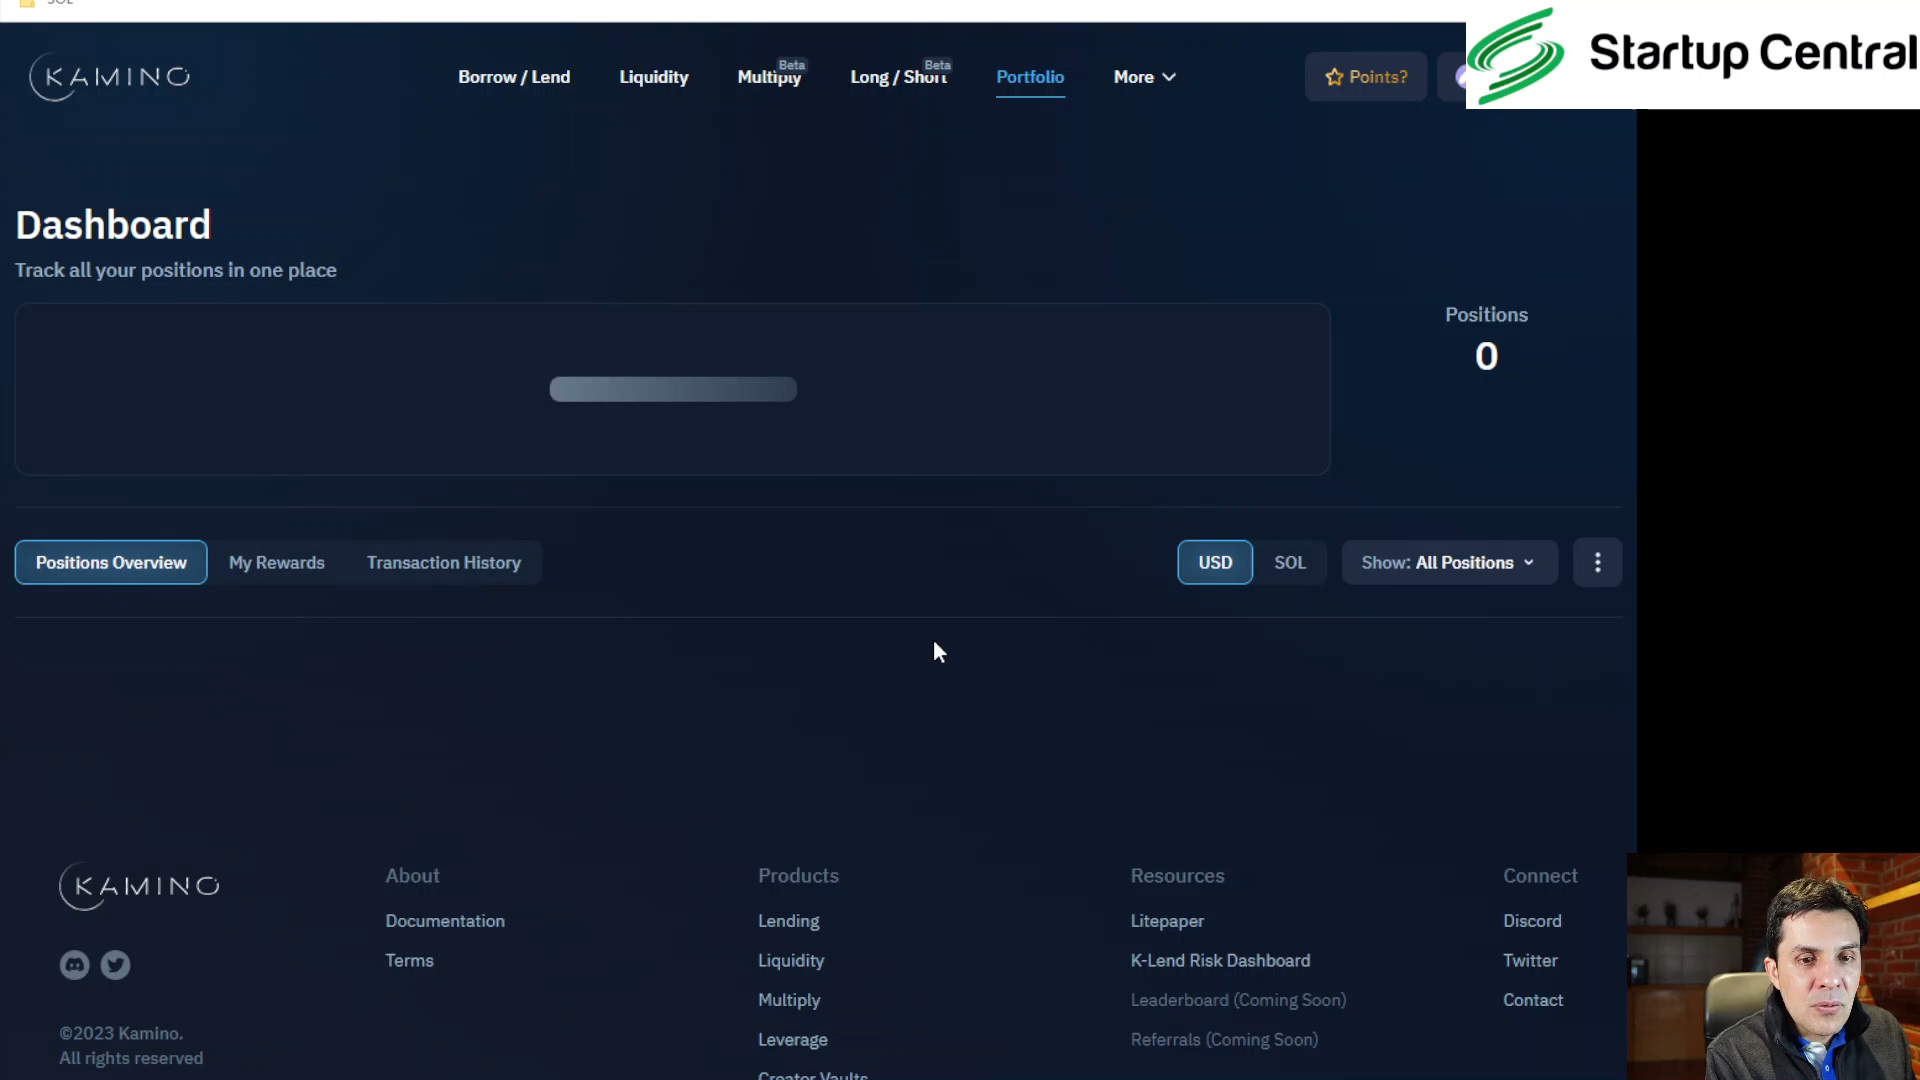 SOL
KAMINO
Borrow / Lend
Liquidity
Multiply
Beta
Long / Short
Beta
Portfolio
More
Points?
Startup Central
Dashboard
Track all your positions in one place
Positions
0
Positions Overview
My Rewards
Transaction History
USD
SOL
Show: All Positions
KAMINO
©2023 Kamino.
All rights reserved
About
Documentation
Terms
Products
Lending
Liquidity
Multiply
Leverage
Creator Vaults
Resources
Litepaper
K-Lend Risk Dashboard
Leaderboard (Coming Soon)
Referrals (Coming Soon)
Connect
Discord
Twitter
Contact